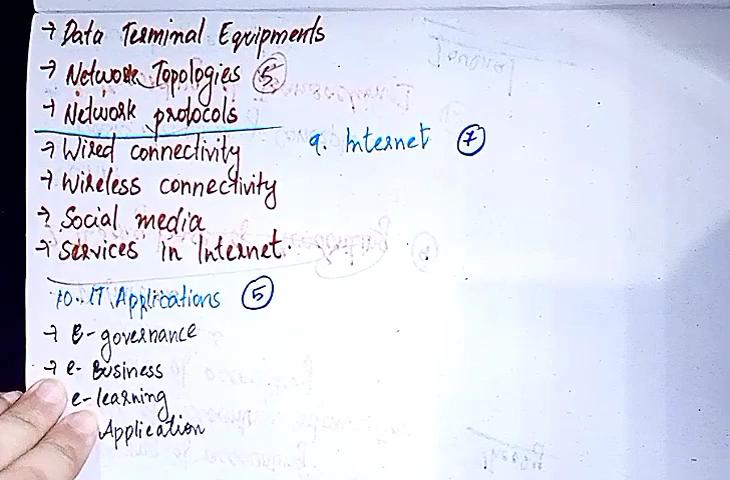 → Data Terminal Equipments
→ Network Topologies 5
→ Network protocols
→ Wired connectivity
9. Internet 7
→ Wireless connectivity
→ Social media
→ Services in Internet.
10. IT Applications 5
→ E-governance
→ e-Business
e-learning
Application